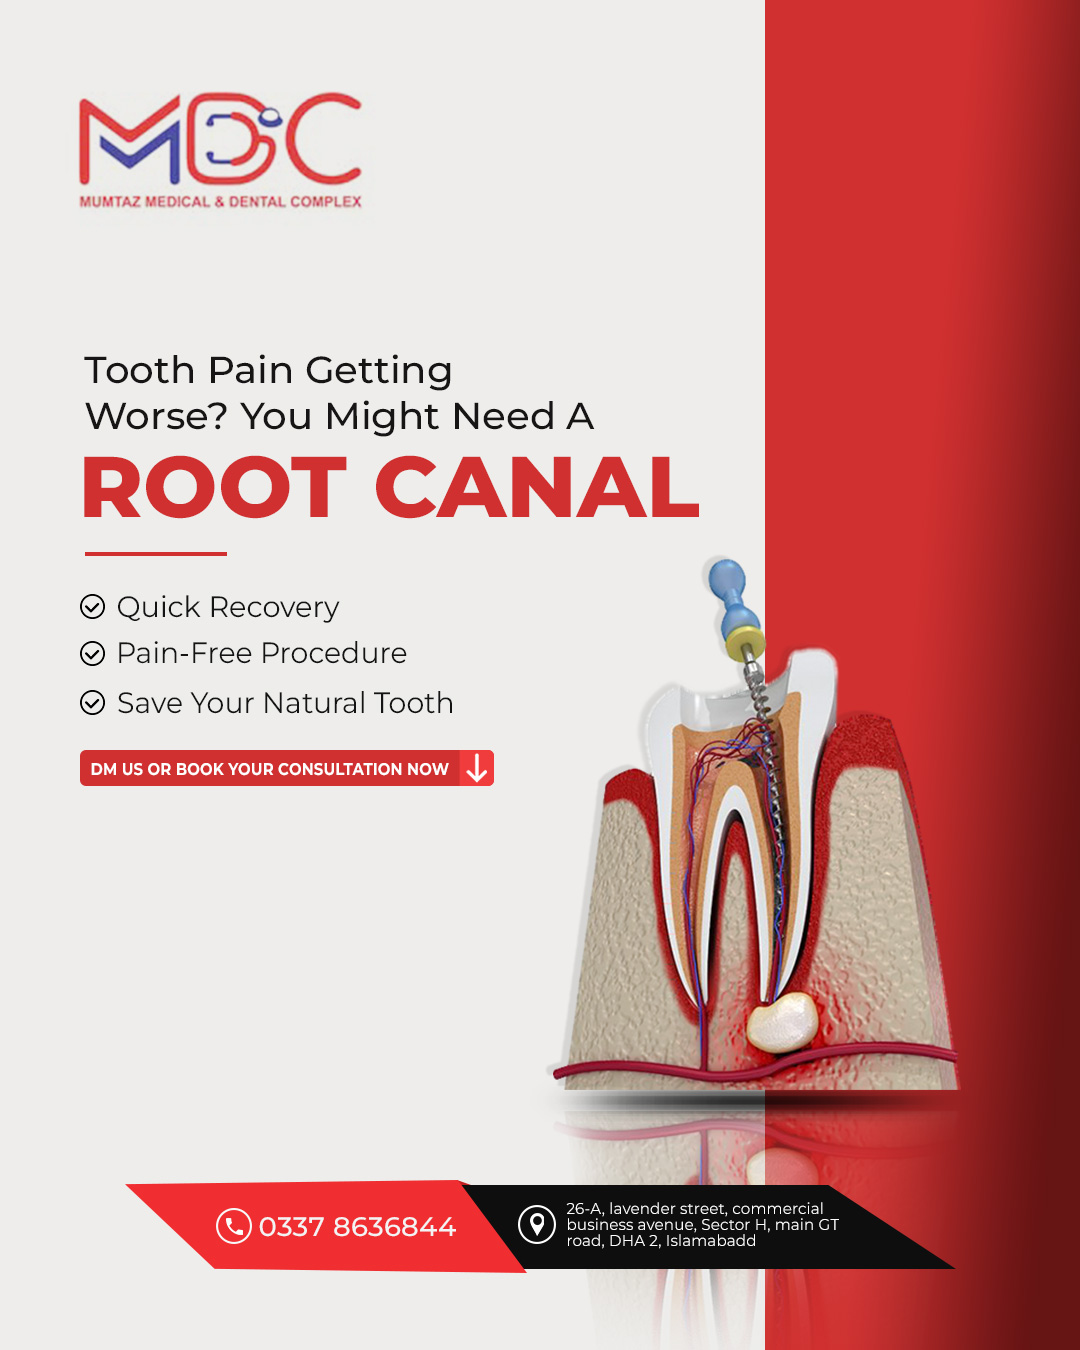 MDC
MUMTAZ MEDICAL & DENTAL COMPLEX
Tooth Pain Getting
Worse? You Might Need A
ROOT CANAL
Quick Recovery
Pain-Free Procedure
Save Your Natural Tooth
DM US OR BOOK YOUR CONSULTATION NOW
0337 8636844
26-A, lavender street, commercial
business avenue, Sector H, main GT
road, DHA 2, Islamabadd